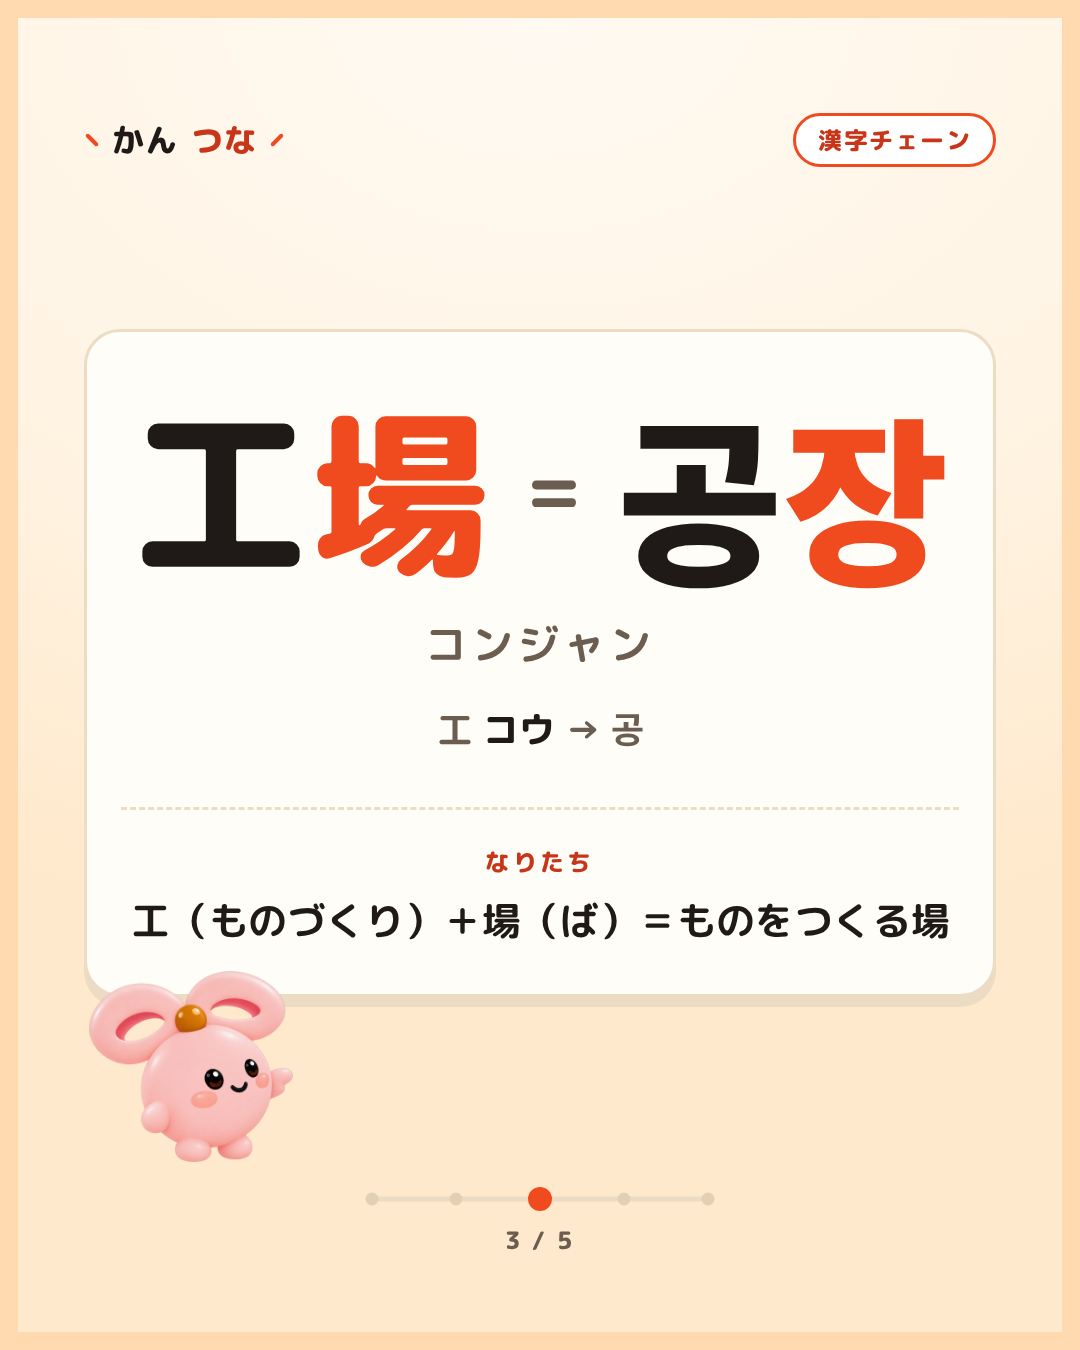 かんつな
漢字チェーン
工場 = 공장
コンジャン
工 コウ → 공
なりたち
工（ものづくり）＋場（ば）＝ものをつくる場
3 / 5